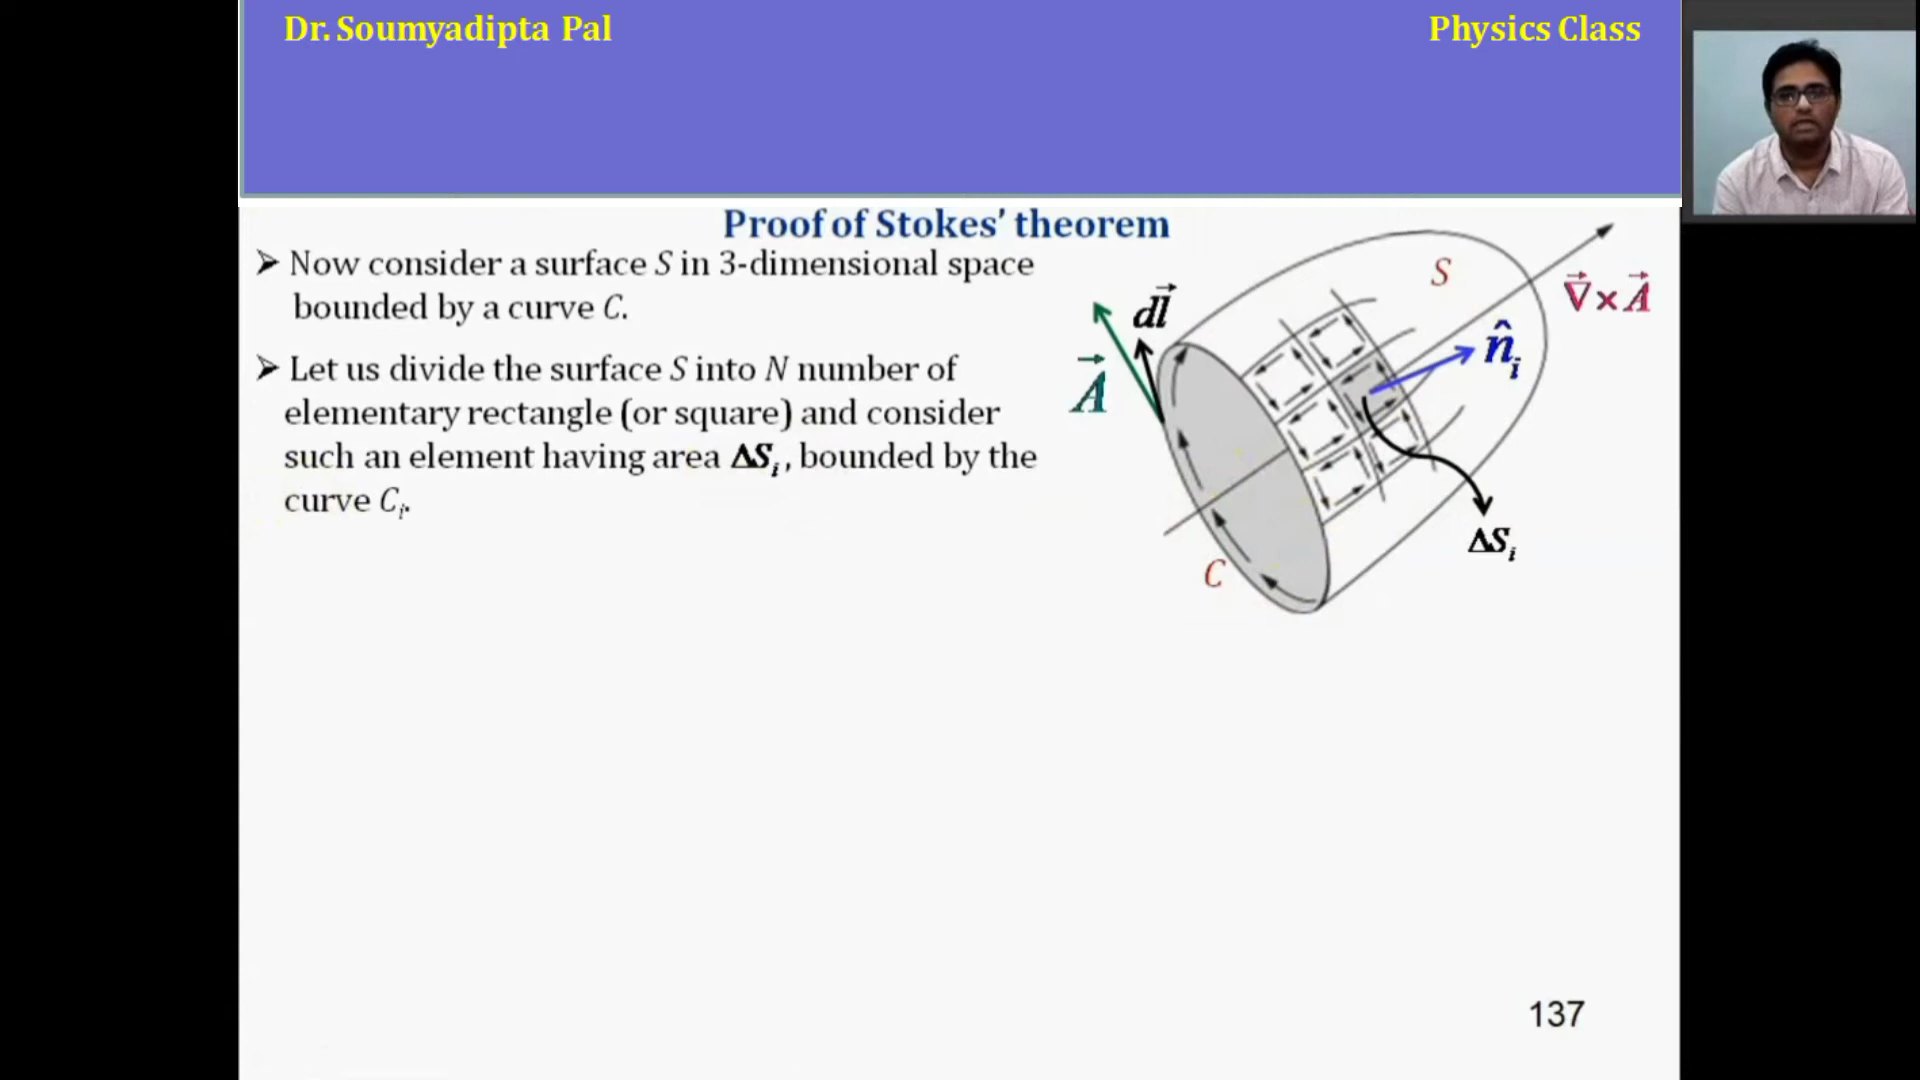 Dr. Soumyadipta Pal
Physics Class
Proof of Stokes' theorem
➢ Now consider a surface S in 3-dimensional space
bounded by a curve C.
➢ Let us divide the surface S into N number of
elementary rectangle (or square) and consider
such an element having area ΔSᵢ, bounded by the
curve Cᵢ.
S
∇⃗×A⃗
dl⃗
n̂ᵢ
A⃗
ΔSᵢ
C
137